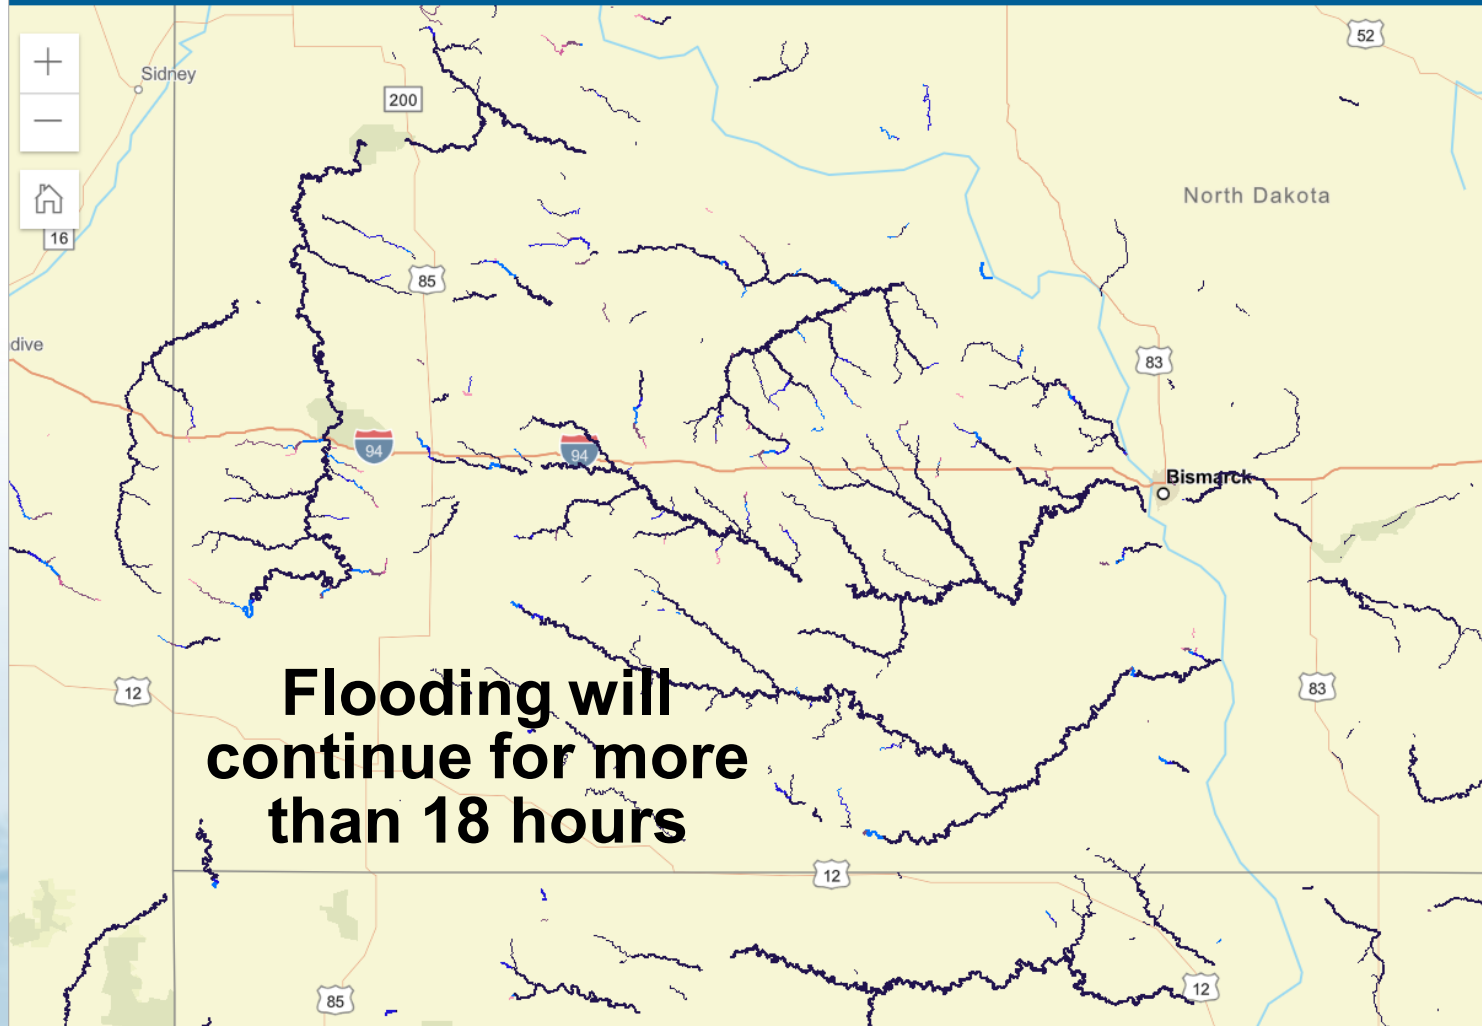 52
Sidney
200
North Dakota
16
85
dive
83
94
94
Bismarck
Flooding will
continue for more
than 18 hours
12
83
12
85
12